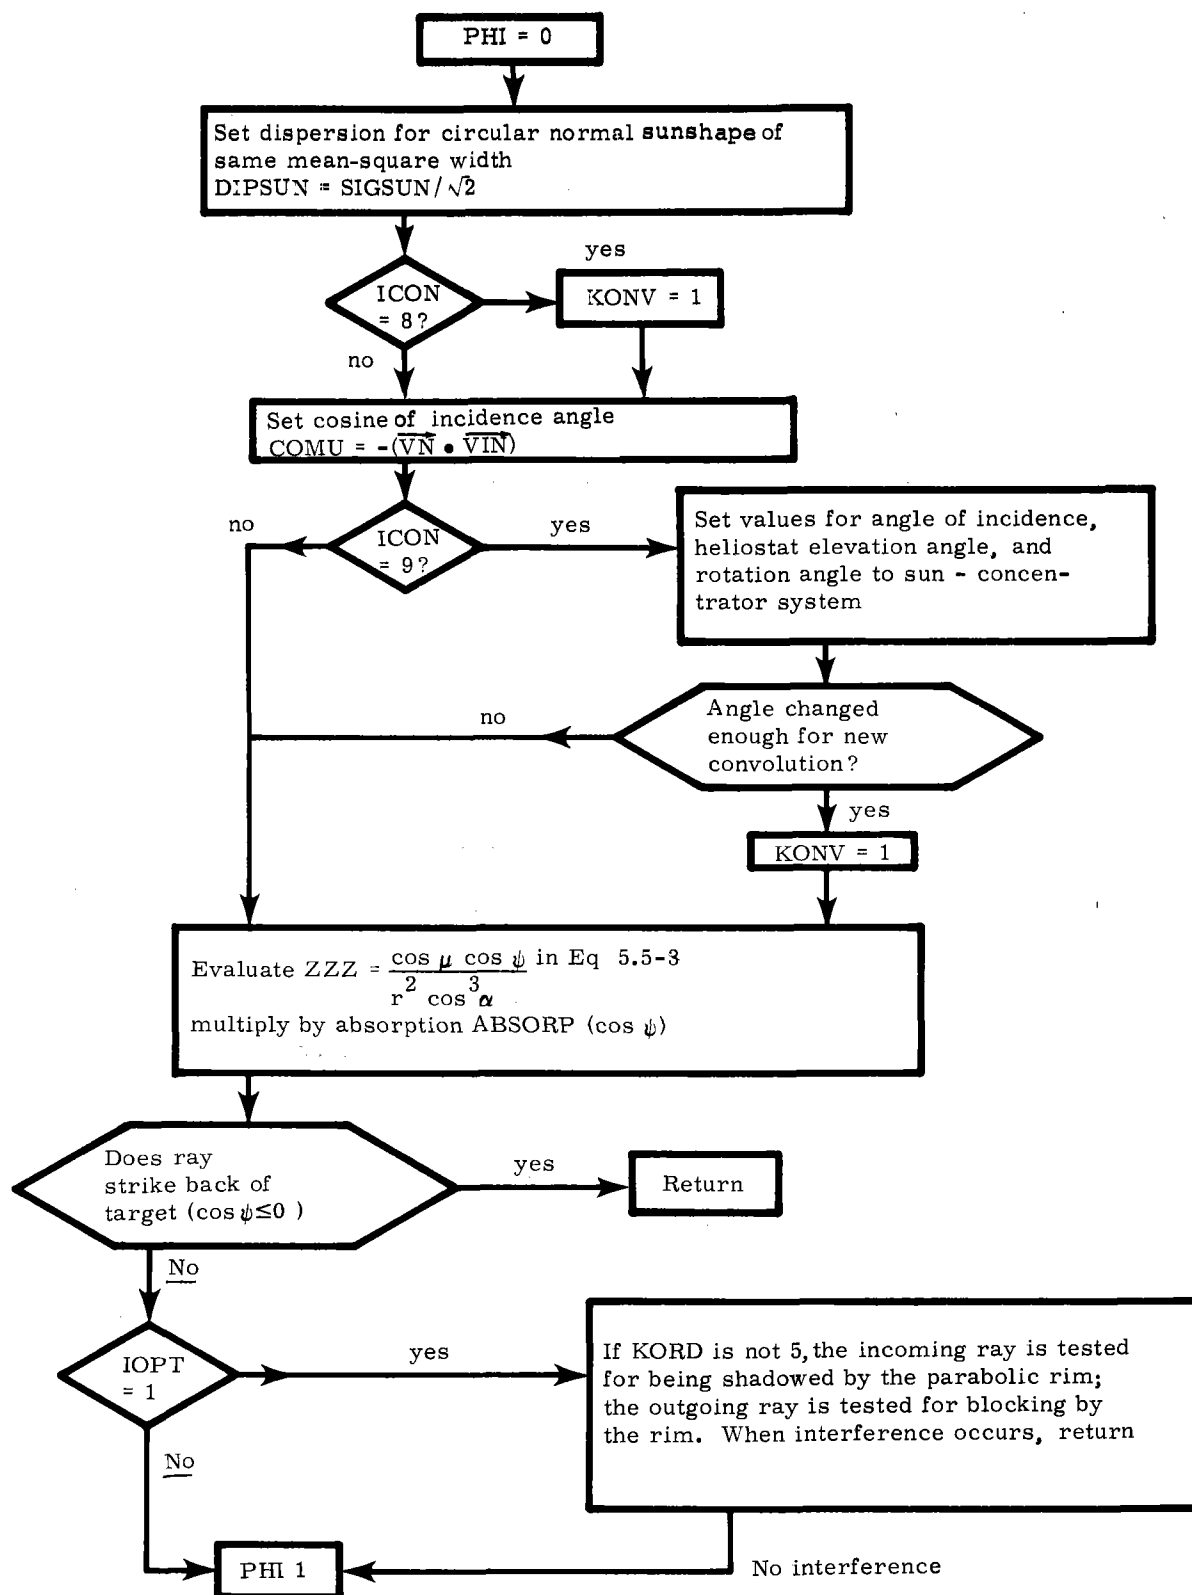 PHI = 0
Set dispersion for circular normal sunshape of
same mean-square width
DIPSUN = SIGSUN/√2
yes
ICON
= 8?
KONV = 1
no
Set cosine of incidence angle
COMU = -(VN • VIN)
no
ICON
= 9?
yes
Set values for angle of incidence,
heliostat elevation angle, and
rotation angle to sun - concen-
trator system
Angle changed
enough for new
convolution?
no
yes
KONV = 1
Evaluate ZZZ = cos μ cos ψ / r² cos³ α in Eq 5.5-3
multiply by absorption ABSORP (cos ψ)
Does ray
strike back of
target (cos ψ≤0 )
yes
Return
No
IOPT
= 1
yes
If KORD is not 5, the incoming ray is tested
for being shadowed by the parabolic rim;
the outgoing ray is tested for blocking by
the rim. When interference occurs, return
No
PHI 1
No interference